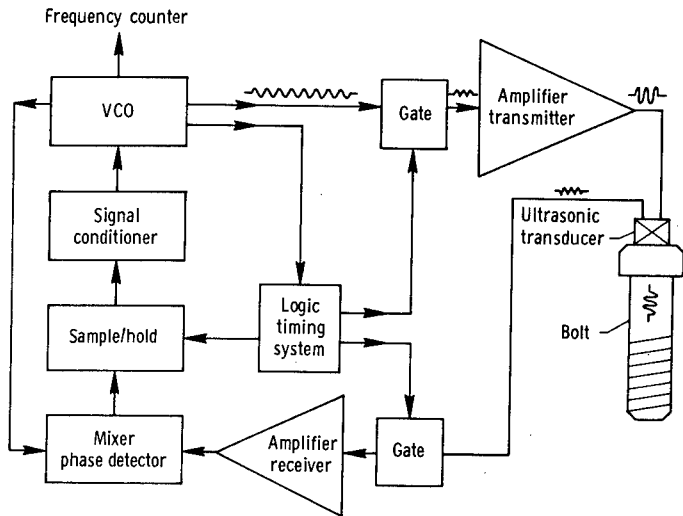 Frequency counter
VCO
Gate
Amplifier
transmitter
Signal
conditioner
Ultrasonic
transducer
Logic
timing
system
Sample/hold
Bolt
Mixer
phase detector
Amplifier
receiver
Gate